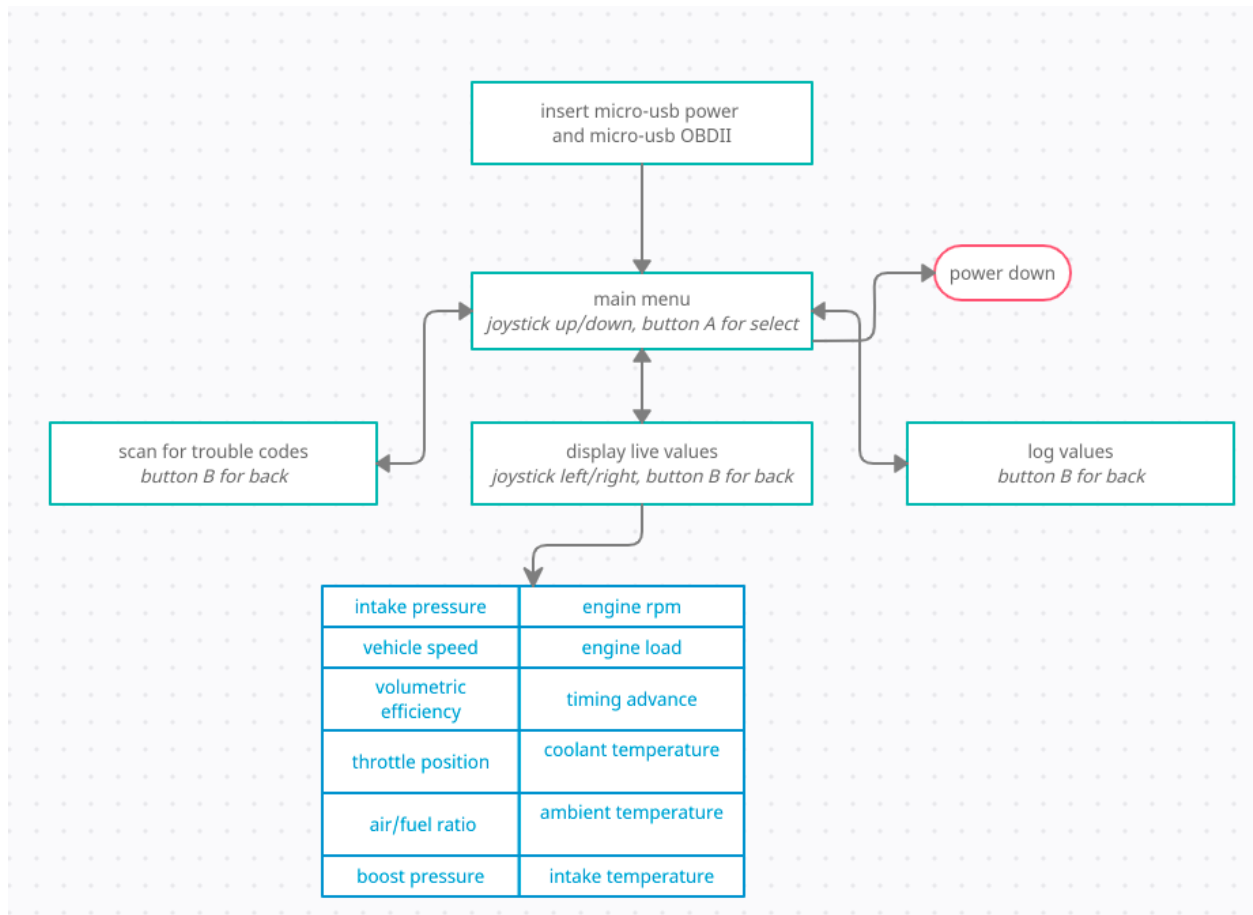 insert micro-usb power
and micro-usb OBDII
power down
main menu
joystick up/down, button A for select
scan for trouble codes
button B for back
display live values
joystick left/right, button B for back
log values
button B for back
intake pressure
engine rpm
vehicle speed
engine load
volumetric
efficiency
timing advance
throttle position
coolant temperature
air/fuel ratio
ambient temperature
boost pressure
intake temperature